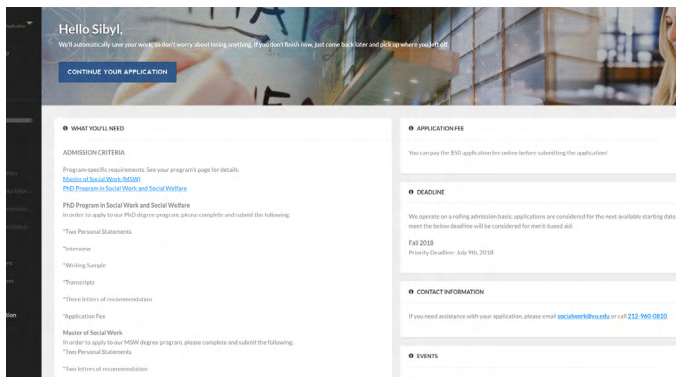 Hello Sibyl,
We'll automatically save your work, so don't worry about losing anything. If you don't finish now, just come back later and pick up where you left off.
CONTINUE YOUR APPLICATION
WHAT YOU'LL NEED
ADMISSION CRITERIA
Program-specific requirements. See your program's page for details:
Master of Social Work (MSW)
PhD Program in Social Work and Social Welfare
PhD Program in Social Work and Social Welfare
In order to apply to our PhD degree program, please complete and submit the following:
*Two Personal Statements
*Interview
*Writing Sample
*Transcripts
*Three letters of recommendation
*Application Fee
Master of Social Work
In order to apply to our MSW degree program, please complete and submit the following:
*Two Personal Statements
*Two letters of recommendation
APPLICATION FEE
You can pay the $50 application fee online before submitting the application!
DEADLINE
We operate on a rolling admission basis: applications are considered for the next available starting date
meet the below deadline will be considered for merit-based aid.
Fall 2018
Priority Deadline: July 9th, 2018
CONTACT INFORMATION
If you need assistance with your application, please email socialwork@yu.edu or call 212-960-0810
EVENTS